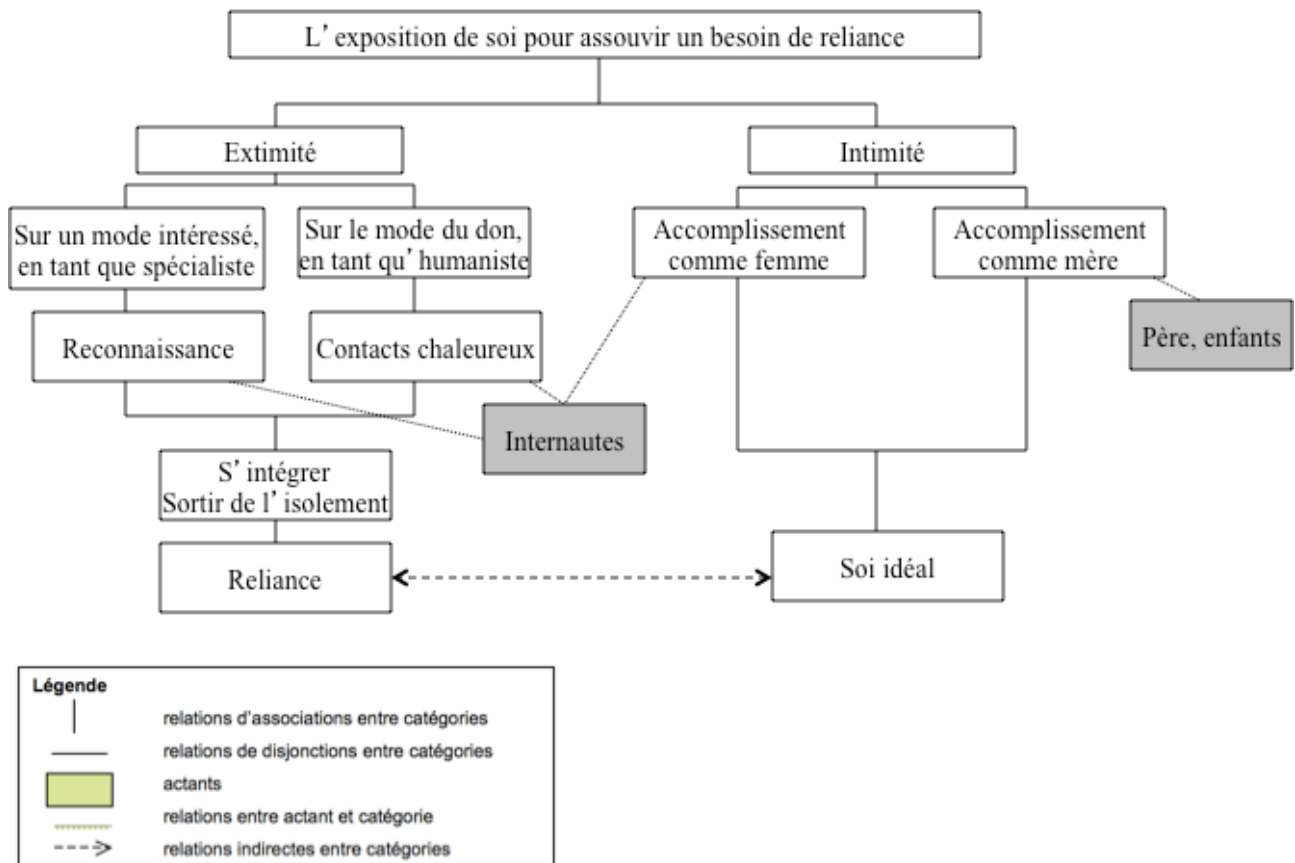 L’exposition de soi pour assouvir un besoin de reliance
Extimité
Intimité
Sur un mode intéressé,
en tant que spécialiste
Sur le mode du don,
en tant qu’humaniste
Accomplissement
comme femme
Accomplissement
comme mère
Reconnaissance
Contacts chaleureux
Père, enfants
Internautes
S’intégrer
Sortir de l’isolement
Reliance
Soi idéal
Légende
relations d'associations entre catégories
relations de disjonctions entre catégories
actants
relations entre actant et catégorie
relations indirectes entre catégories